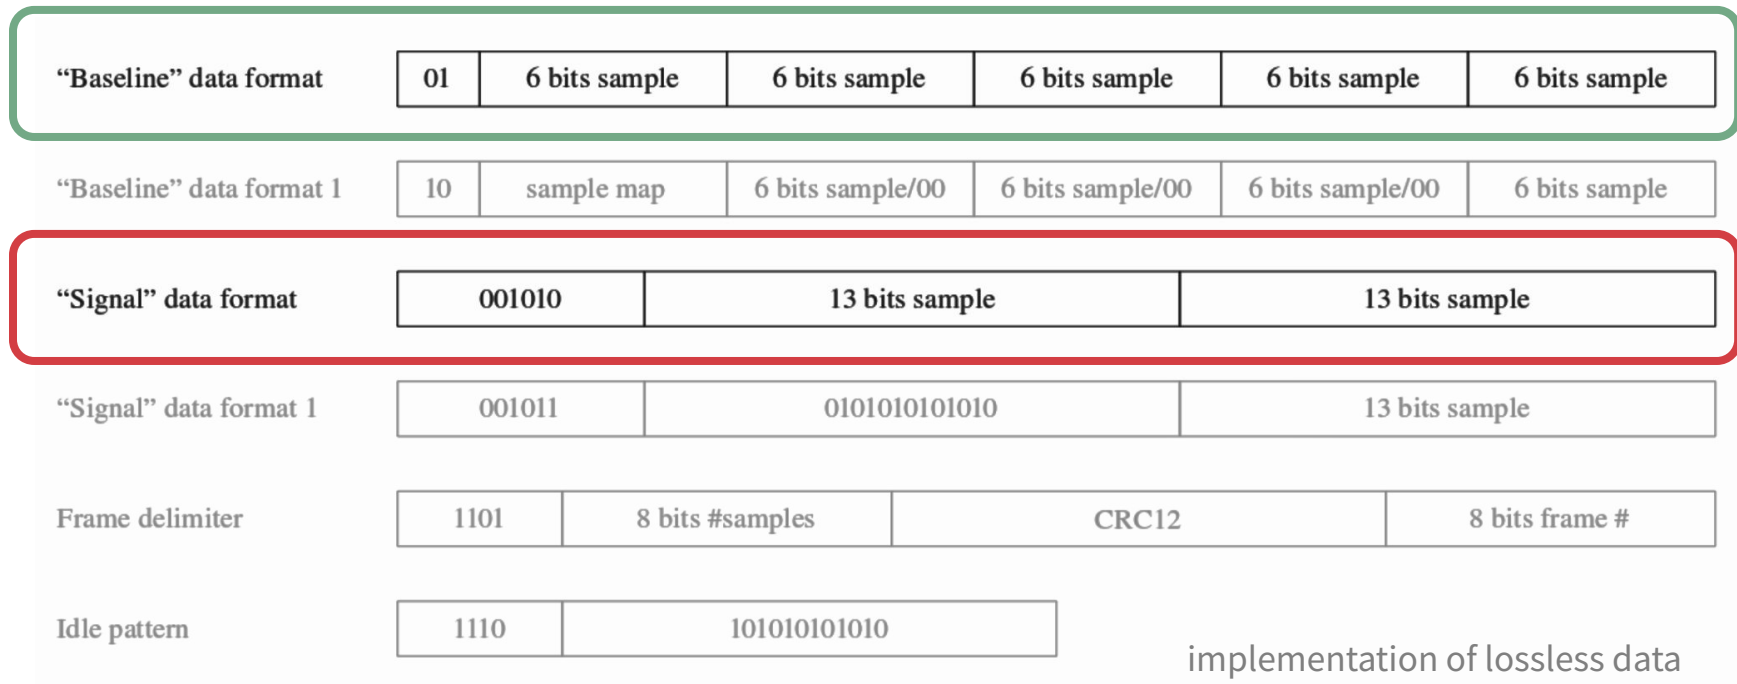 “Baseline” data format 01 6 bits sample 6 bits sample 6 bits sample 6 bits sample 6 bits sample
“Baseline” data format 1 10 sample map 6 bits sample/00 6 bits sample/00 6 bits sample/00 6 bits sample
“Signal” data format 001010 13 bits sample 13 bits sample
“Signal” data format 1 001011 0101010101010 13 bits sample
Frame delimiter 1101 8 bits #samples CRC12 8 bits frame #
Idle pattern 1110 101010101010
implementation of lossless data